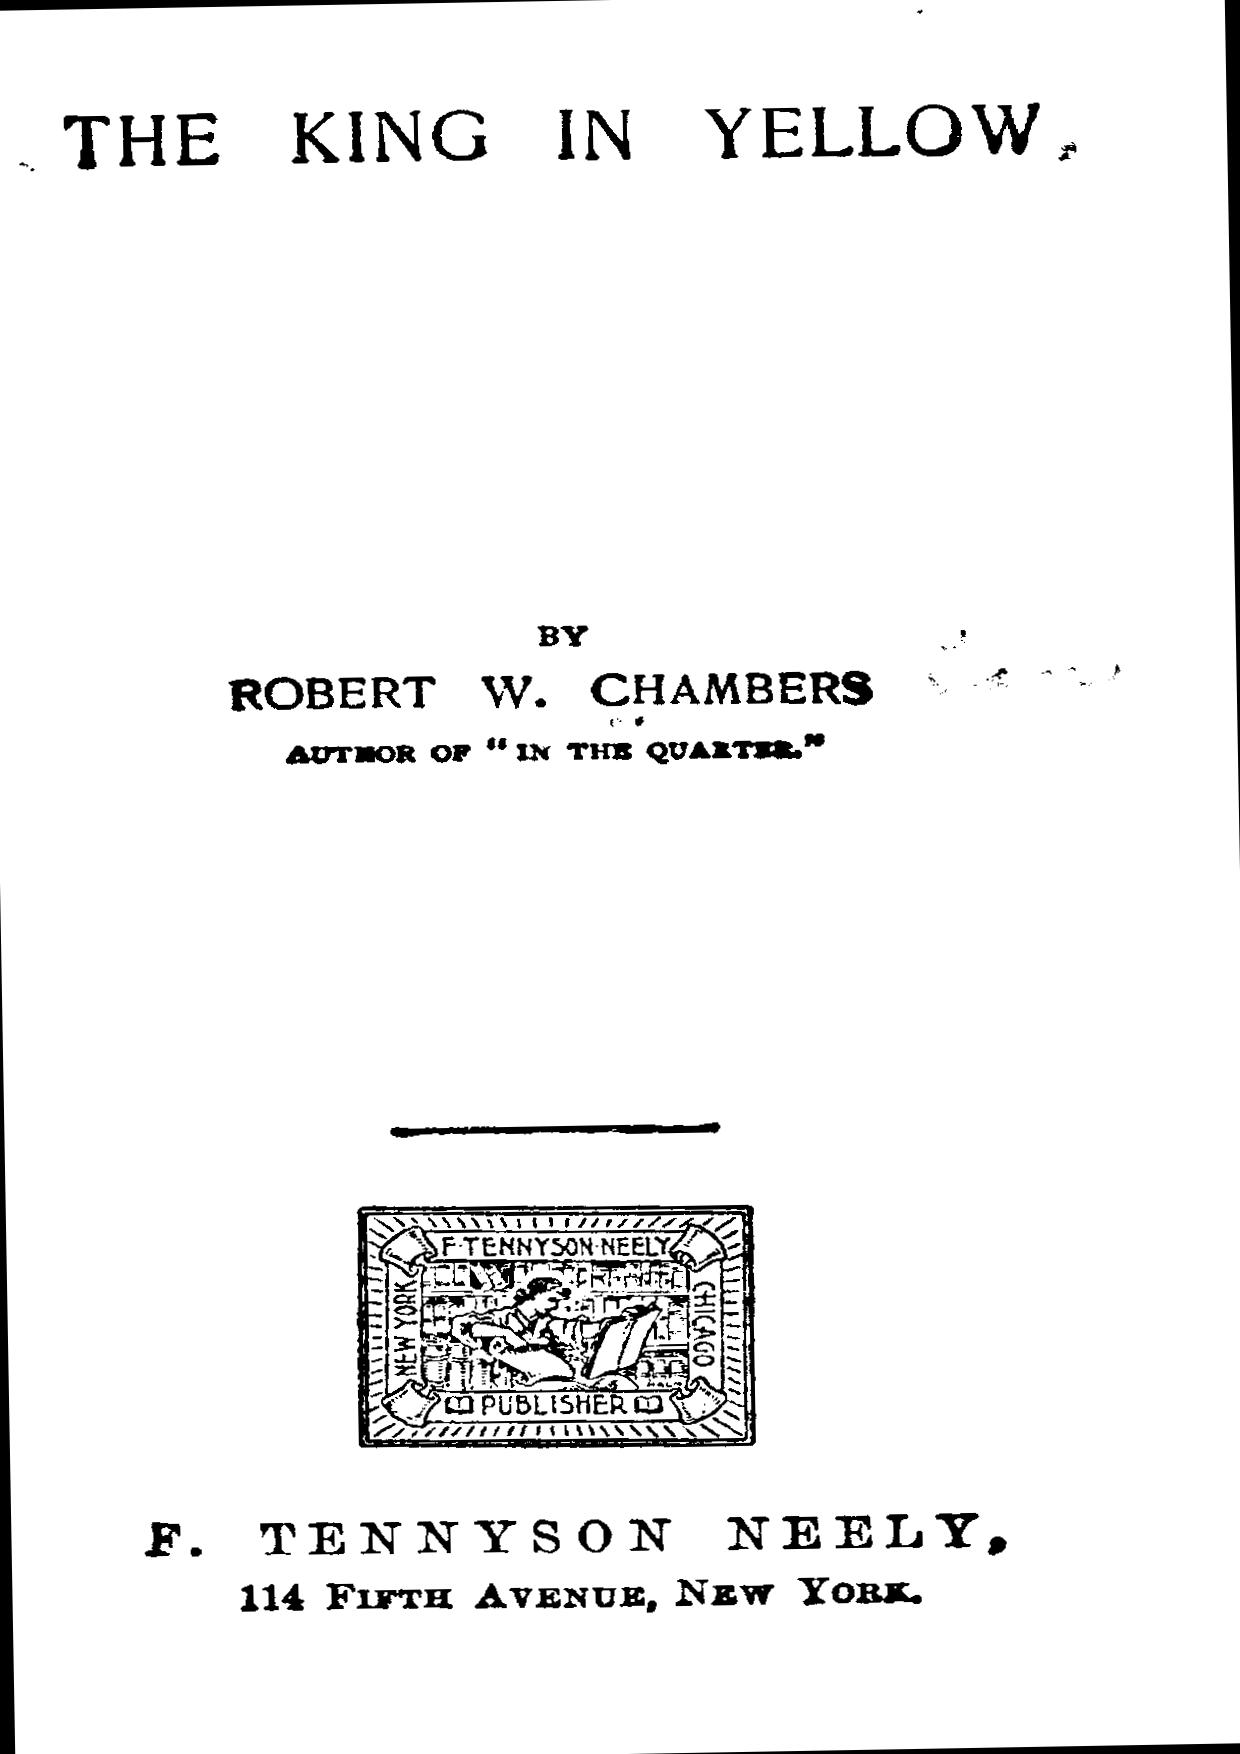 THE KING IN YELLOW.
BY
ROBERT W. CHAMBERS
AUTHOR OF "IN THE QUARTER."
F·TENNYSON·NEELY
NEW YORK
CHICAGO
PUBLISHER
F. TENNYSON NEELY,
114 FIFTH AVENUE, NEW YORK.